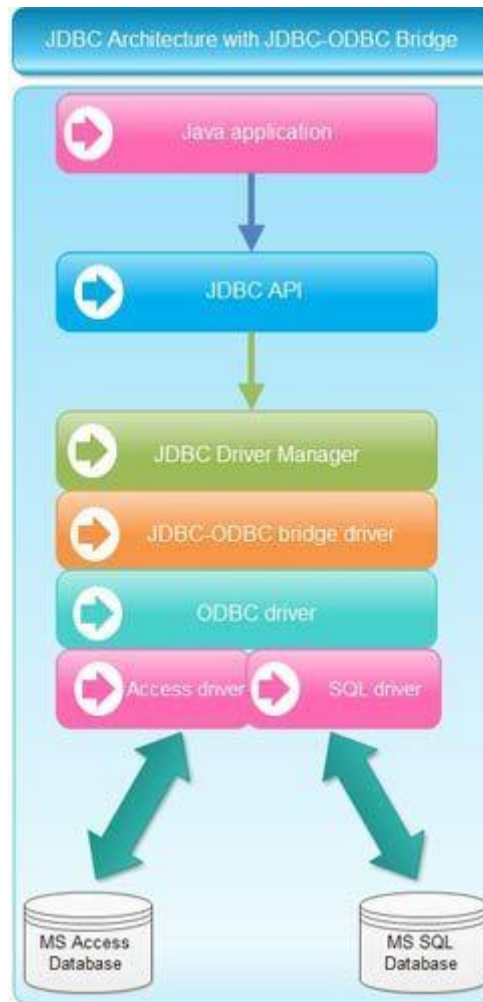 JDBC Architecture with JDBC-ODBC Bridge
Java application
JDBC API
JDBC Driver Manager
JDBC-ODBC bridge driver
ODBC driver
Access driver
SQL driver
MS Access
Database
MS SQL
Database